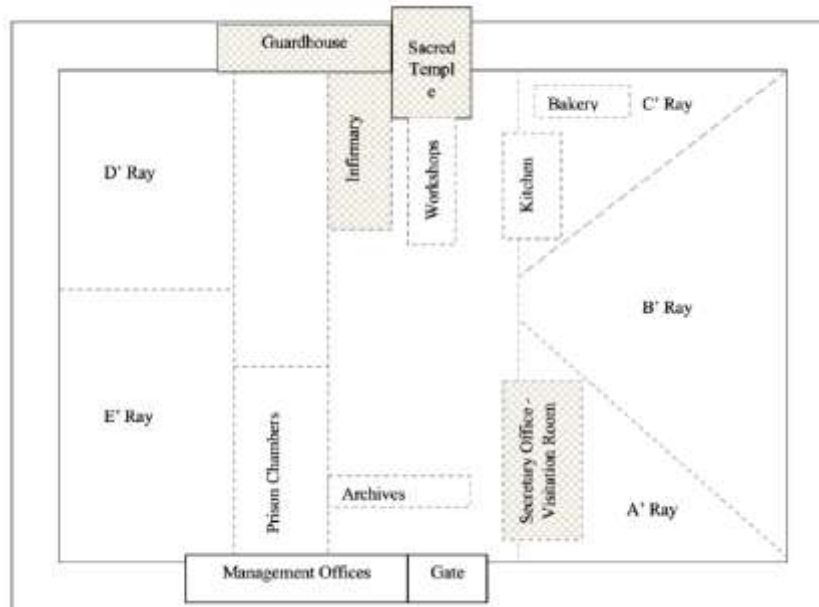 Guardhouse
Sacred
Templ
e
Bakery
C' Ray
D' Ray
Infirmary
Workshops
Kitchen
B' Ray
E' Ray
Prison Chambers
Archives
Secretary Office -
Visitation Room
A' Ray
Management Offices
Gate